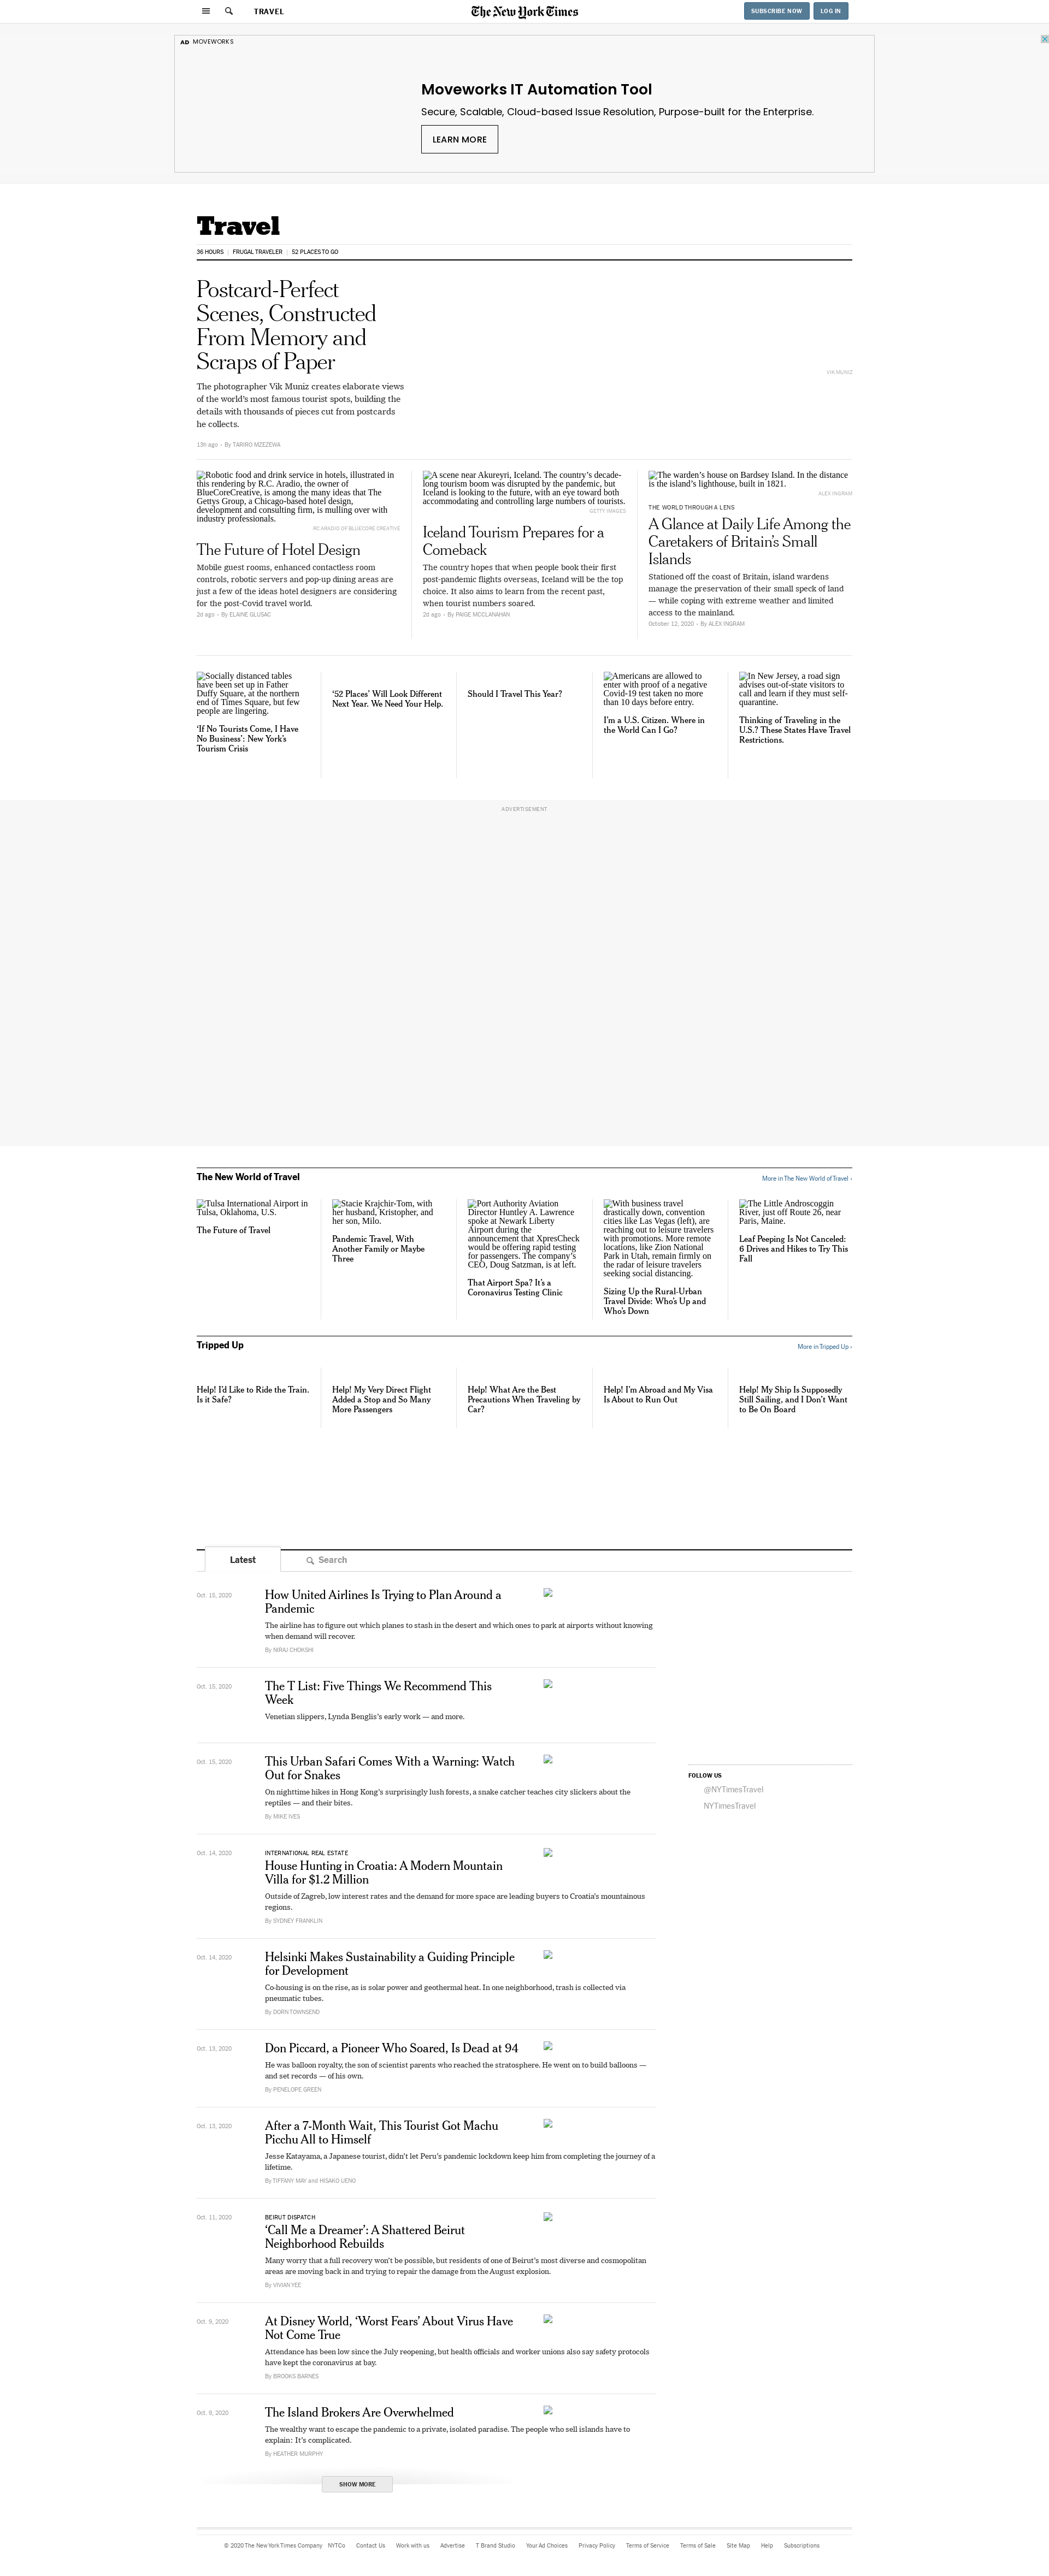 TRAVEL
The New York Times
SUBSCRIBE NOW
LOG IN
AD MOVEWORKS
Moveworks IT Automation Tool
Secure, Scalable, Cloud-based Issue Resolution, Purpose-built for the Enterprise.
LEARN MORE
Travel
36 HOURS
FRUGAL TRAVELER
52 PLACES TO GO
Postcard-Perfect
Scenes, Constructed
From Memory and
Scraps of Paper
The photographer Vik Muniz creates elaborate views
of the world's most famous tourist spots, building the
details with thousands of pieces cut from postcards
he collects.
13h ago · By TARIRO MZEZEWA
VIK MUNIZ
Robotic food and drink service in hotels, illustrated in
this rendering by R.C. Aradio, the owner of
BlueCoreCreative, is among the many ideas that The
Gettys Group, a Chicago-based hotel design,
development and consulting firm, is mulling over with
industry professionals.
RC ARADIO OF BLUECORE CREATIVE
The Future of Hotel Design
Mobile guest rooms, enhanced contactless room
controls, robotic servers and pop-up dining areas are
just a few of the ideas hotel designers are considering
for the post-Covid travel world.
2d ago · By ELAINE GLUSAC
A scene near Akureyri, Iceland. The country's decade-
long tourism boom was disrupted by the pandemic, but
Iceland is looking to the future, with an eye toward both
accommodating and controlling large numbers of tourists.
GETTY IMAGES
Iceland Tourism Prepares for a
Comeback
The country hopes that when people book their first
post-pandemic flights overseas, Iceland will be the top
choice. It also aims to learn from the recent past,
when tourist numbers soared.
2d ago · By PAIGE MCCLANAHAN
The warden's house on Bardsey Island. In the distance
is the island's lighthouse, built in 1821.
ALEX INGRAM
THE WORLD THROUGH A LENS
A Glance at Daily Life Among the
Caretakers of Britain's Small
Islands
Stationed off the coast of Britain, island wardens
manage the preservation of their small speck of land
— while coping with extreme weather and limited
access to the mainland.
October 12, 2020 · By ALEX INGRAM
Socially distanced tables
have been set up in Father
Duffy Square, at the northern
end of Times Square, but few
people are lingering.
'If No Tourists Come, I Have
No Business': New York's
Tourism Crisis
'52 Places' Will Look Different
Next Year. We Need Your Help.
Should I Travel This Year?
Americans are allowed to
enter with proof of a negative
Covid-19 test taken no more
than 10 days before entry.
I'm a U.S. Citizen. Where in
the World Can I Go?
In New Jersey, a road sign
advises out-of-state visitors to
call and learn if they must self-
quarantine.
Thinking of Traveling in the
U.S.? These States Have Travel
Restrictions.
ADVERTISEMENT
The New World of Travel
More in The New World of Travel ›
Tulsa International Airport in
Tulsa, Oklahoma, U.S.
The Future of Travel
Stacie Krajchir-Tom, with
her husband, Kristopher, and
her son, Milo.
Pandemic Travel, With
Another Family or Maybe
Three
Port Authority Aviation
Director Huntley A. Lawrence
spoke at Newark Liberty
Airport during the
announcement that XpresCheck
would be offering rapid testing
for passengers. The company's
CEO, Doug Satzman, is at left.
That Airport Spa? It's a
Coronavirus Testing Clinic
With business travel
drastically down, convention
cities like Las Vegas (left), are
reaching out to leisure travelers
with promotions. More remote
locations, like Zion National
Park in Utah, remain firmly on
the radar of leisure travelers
seeking social distancing.
Sizing Up the Rural-Urban
Travel Divide: Who's Up and
Who's Down
The Little Androscoggin
River, just off Route 26, near
Paris, Maine.
Leaf Peeping Is Not Canceled:
6 Drives and Hikes to Try This
Fall
Tripped Up
More in Tripped Up ›
Help! I'd Like to Ride the Train.
Is it Safe?
Help! My Very Direct Flight
Added a Stop and So Many
More Passengers
Help! What Are the Best
Precautions When Traveling by
Car?
Help! I'm Abroad and My Visa
Is About to Run Out
Help! My Ship Is Supposedly
Still Sailing, and I Don't Want
to Be On Board
Latest
Search
Oct. 15, 2020
How United Airlines Is Trying to Plan Around a
Pandemic
The airline has to figure out which planes to stash in the desert and which ones to park at airports without knowing
when demand will recover.
By NIRAJ CHOKSHI
Oct. 15, 2020
The T List: Five Things We Recommend This
Week
Venetian slippers, Lynda Benglis's early work — and more.
Oct. 15, 2020
This Urban Safari Comes With a Warning: Watch
Out for Snakes
On nighttime hikes in Hong Kong's surprisingly lush forests, a snake catcher teaches city slickers about the
reptiles — and their bites.
By MIKE IVES
FOLLOW US
@NYTimesTravel
NYTimesTravel
Oct. 14, 2020
INTERNATIONAL REAL ESTATE
House Hunting in Croatia: A Modern Mountain
Villa for $1.2 Million
Outside of Zagreb, low interest rates and the demand for more space are leading buyers to Croatia's mountainous
regions.
By SYDNEY FRANKLIN
Oct. 14, 2020
Helsinki Makes Sustainability a Guiding Principle
for Development
Co-housing is on the rise, as is solar power and geothermal heat. In one neighborhood, trash is collected via
pneumatic tubes.
By DORN TOWNSEND
Oct. 13, 2020
Don Piccard, a Pioneer Who Soared, Is Dead at 94
He was balloon royalty, the son of scientist parents who reached the stratosphere. He went on to build balloons —
and set records — of his own.
By PENELOPE GREEN
Oct. 13, 2020
After a 7-Month Wait, This Tourist Got Machu
Picchu All to Himself
Jesse Katayama, a Japanese tourist, didn't let Peru's pandemic lockdown keep him from completing the journey of a
lifetime.
By TIFFANY MAY and HISAKO UENO
Oct. 11, 2020
BEIRUT DISPATCH
'Call Me a Dreamer': A Shattered Beirut
Neighborhood Rebuilds
Many worry that a full recovery won't be possible, but residents of one of Beirut's most diverse and cosmopolitan
areas are moving back in and trying to repair the damage from the August explosion.
By VIVIAN YEE
Oct. 9, 2020
At Disney World, 'Worst Fears' About Virus Have
Not Come True
Attendance has been low since the July reopening, but health officials and worker unions also say safety protocols
have kept the coronavirus at bay.
By BROOKS BARNES
Oct. 9, 2020
The Island Brokers Are Overwhelmed
The wealthy want to escape the pandemic to a private, isolated paradise. The people who sell islands have to
explain: It's complicated.
By HEATHER MURPHY
SHOW MORE
© 2020 The New York Times Company NYTCo Contact Us Work with us Advertise T Brand Studio Your Ad Choices Privacy Policy Terms of Service Terms of Sale Site Map Help Subscriptions